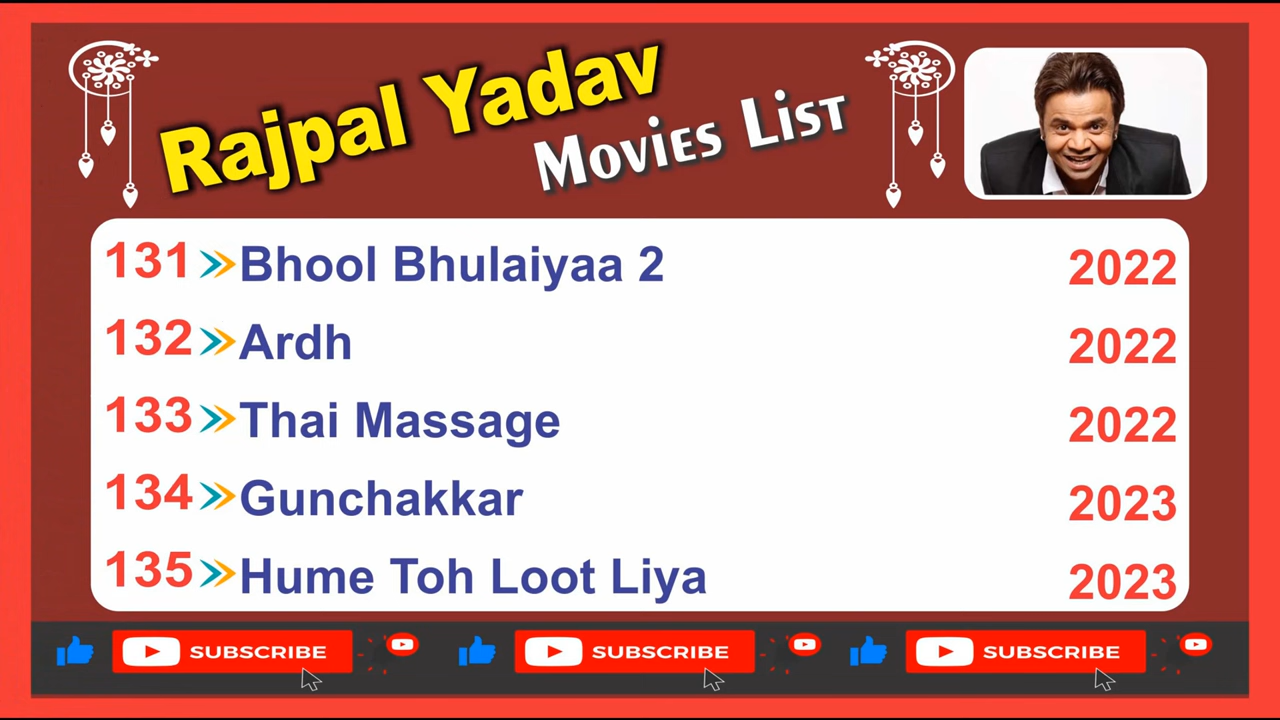 Rajpal Yadav
Movies List
131 Bhool Bhulaiyaa 2 2022
132 Ardh 2022
133 Thai Massage 2022
134 Gunchakkar 2023
135 Hume Toh Loot Liya 2023
SUBSCRIBE SUBSCRIBE SUBSCRIBE